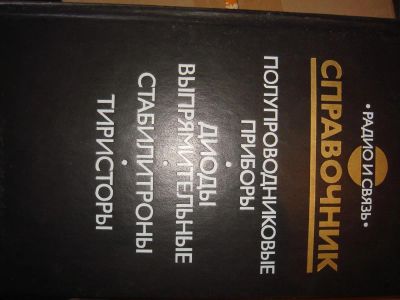 • РАДИО И СВЯЗЬ •
СПРАВОЧНИК
ПОЛУПРОВОДНИКОВЫЕ
ПРИБОРЫ
•
ДИОДЫ
ВЫПРЯМИТЕЛЬНЫЕ
•
СТАБИЛИТРОНЫ
•
ТИРИСТОРЫ